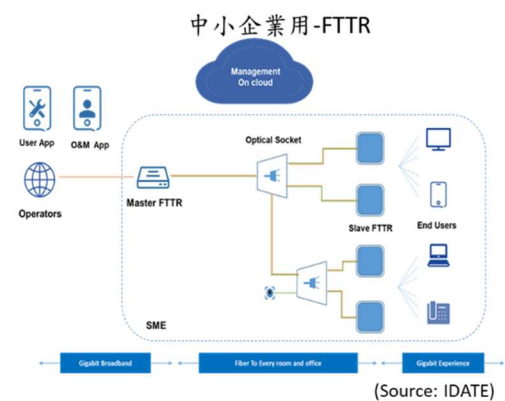 中小企業用-FTTR
Management
On cloud
User App
O&M App
Optical Socket
Operators
Master FTTR
Slave FTTR
End Users
SME
Gigabit Broadband
Fiber To Every room and office
Gigabit Experience
(Source: IDATE)